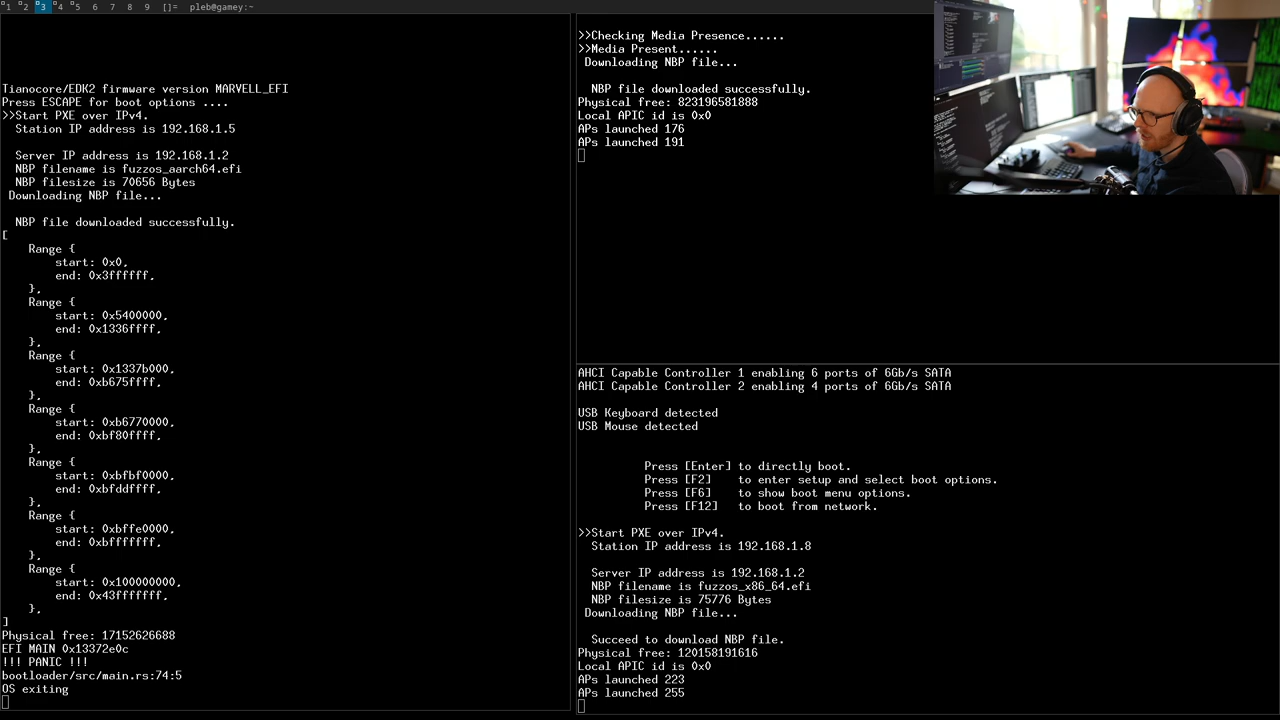 1 2 3 4 5 6 7 8 9 []= pleb@gamey:~
Tianocore/EDK2 firmware version MARVELL_EFI
Press ESCAPE for boot options ....
>>Start PXE over IPv4.
Station IP address is 192.168.1.5
Server IP address is 192.168.1.2
NBP filename is fuzzos_aarch64.efi
NBP filesize is 70656 Bytes
Downloading NBP file...
NBP file downloaded successfully.
[
Range {
start: 0x0,
end: 0x3ffffff,
},
Range {
start: 0x5400000,
end: 0x1336ffff,
},
Range {
start: 0x1337b000,
end: 0xb675ffff,
},
Range {
start: 0xb6770000,
end: 0xbf80ffff,
},
Range {
start: 0xbfbf0000,
end: 0xbfddffff,
},
Range {
start: 0xbffe0000,
end: 0xbfffffff,
},
Range {
start: 0x100000000,
end: 0x43fffffff,
},
]
Physical free: 17152626688
EFI MAIN 0x13372e0c
!!! PANIC !!!
bootloader/src/main.rs:74:5
OS exiting
>>Checking Media Presence......
>>Media Present......
Downloading NBP file...
NBP file downloaded successfully.
Physical free: 823196581888
Local APIC id is 0x0
APs launched 176
APs launched 191
AHCI Capable Controller 1 enabling 6 ports of 6Gb/s SATA
AHCI Capable Controller 2 enabling 4 ports of 6Gb/s SATA
USB Keyboard detected
USB Mouse detected
Press [Enter] to directly boot.
Press [F2] to enter setup and select boot options.
Press [F6] to show boot menu options.
Press [F12] to boot from network.
>>Start PXE over IPv4.
Station IP address is 192.168.1.8
Server IP address is 192.168.1.2
NBP filename is fuzzos_x86_64.efi
NBP filesize is 75776 Bytes
Downloading NBP file...
Succeed to download NBP file.
Physical free: 120158191616
Local APIC id is 0x0
APs launched 223
APs launched 255